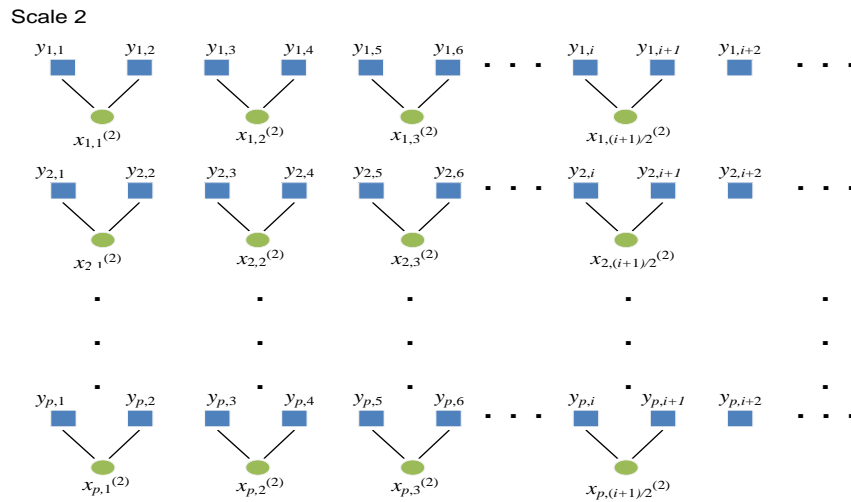 Scale 2
y1,1 y1,2 y1,3 y1,4 y1,5 y1,6 . . . y1,i y1,i+1 y1,i+2 . . .
x1,1(2) x1,2(2) x1,3(2) x1,(i+1)/2(2)
y2,1 y2,2 y2,3 y2,4 y2,5 y2,6 . . . y2,i y2,i+1 y2,i+2 . . .
x2,1(2) x2,2(2) x2,3(2) x2,(i+1)/2(2)
yp,1 yp,2 yp,3 yp,4 yp,5 yp,6 . . . yp,i yp,i+1 yp,i+2 . . .
xp,1(2) xp,2(2) xp,3(2) xp,(i+1)/2(2)